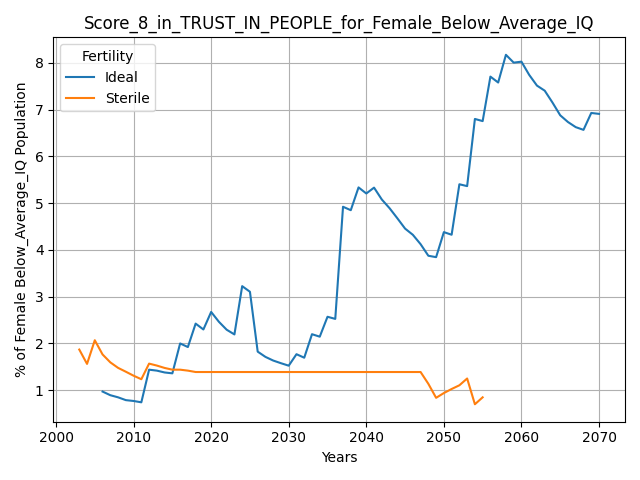 Score_8_in_TRUST_IN_PEOPLE_for_Female_Below_Average_IQ
Fertility
Ideal
Sterile
% of Female Below_Average_IQ Population
8
7
6
5
4
3
2
1
2000 2010 2020 2030 2040 2050 2060 2070
Years